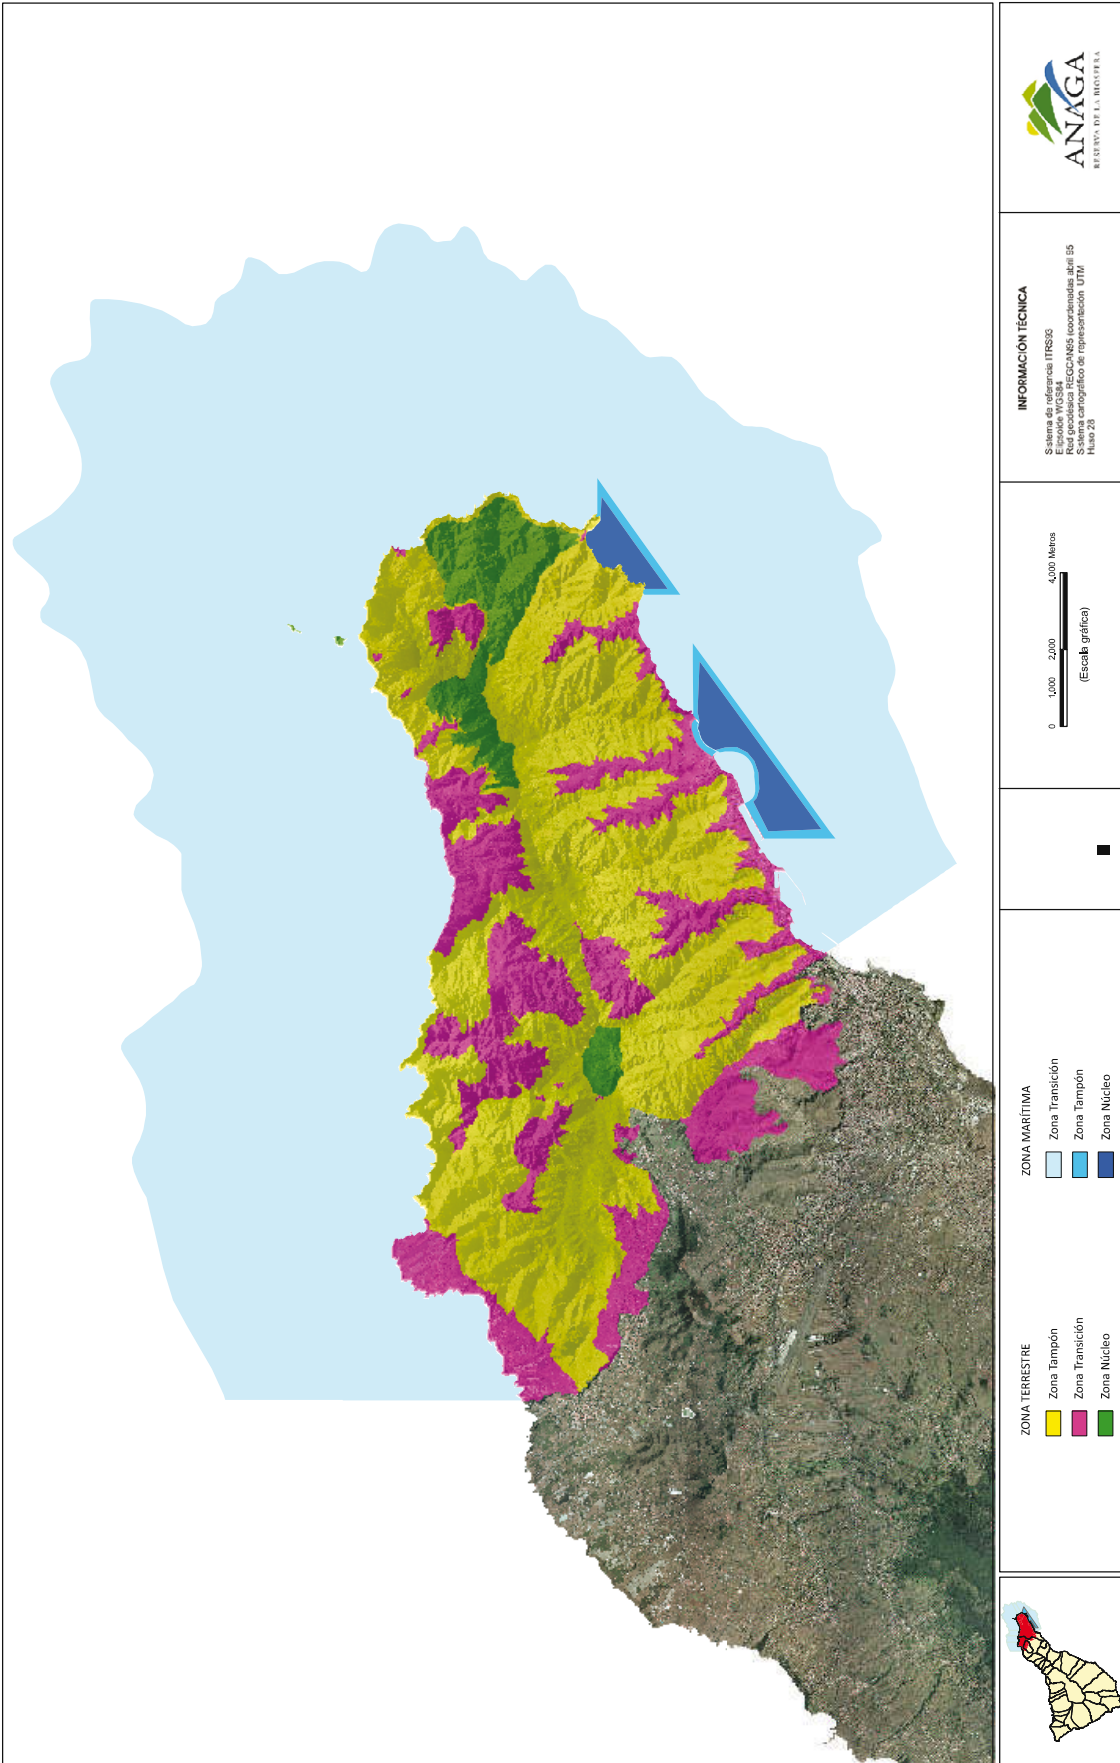 ANAGA
RESERVA DE LA BIOSFERA
INFORMACIÓN TÉCNICA
Sistema de referencia ITRS93
Elipsoide WGS84
Red geodésica REGCAN95 (coordenadas abril 95
Sistema cartográfico de representación UTM
Huso 28
0 1,000 2,000 4,000 Metros
(Escala gráfica)
ZONA MARÍTIMA
Zona Transición
Zona Tampón
Zona Núcleo
ZONA TERRESTRE
Zona Tampón
Zona Transición
Zona Núcleo